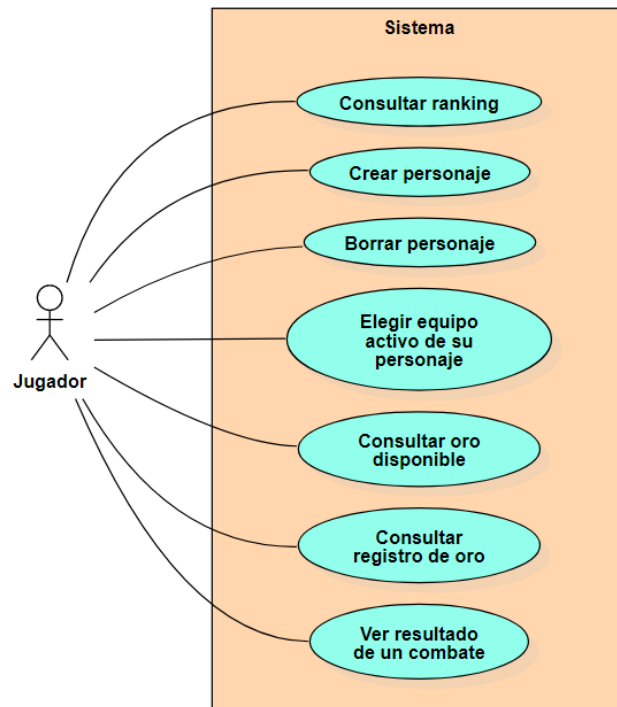 Sistema
Consultar ranking
Crear personaje
Borrar personaje
Elegir equipo
activo de su
personaje
Jugador
Consultar oro
disponible
Consultar
registro de oro
Ver resultado
de un combate